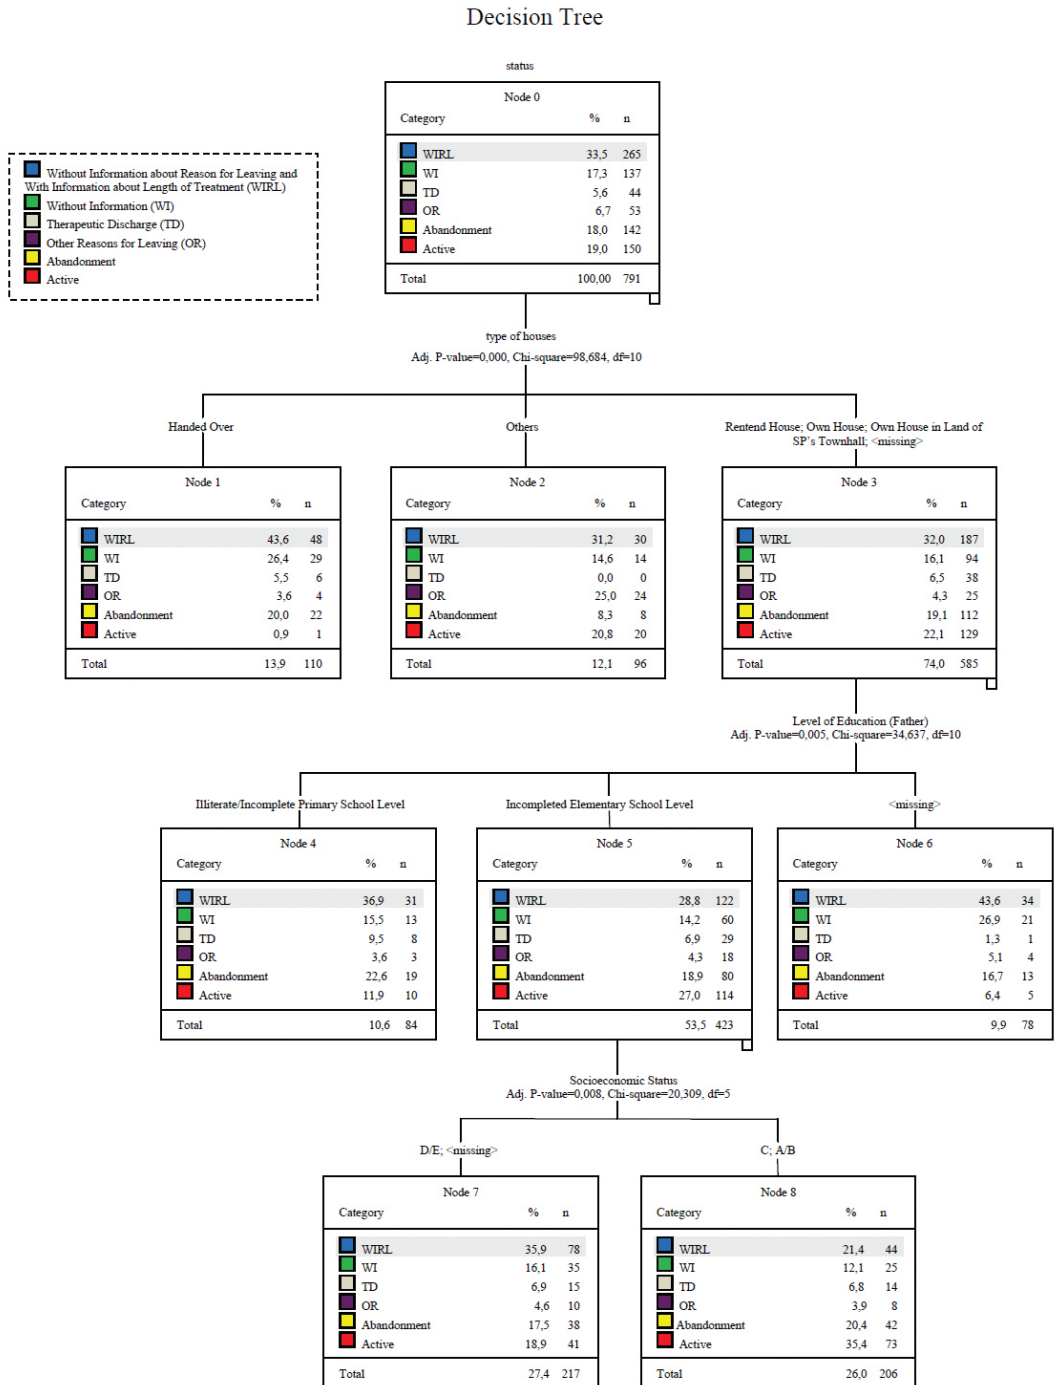 Decision Tree
status
Node 0
Category % n
WIRL 33,5 265
WI 17,3 137
TD 5,6 44
OR 6,7 53
Abandonment 18,0 142
Active 19,0 150
Total 100,00 791
Without Information about Reason for Leaving and
With Information about Length of Treatment (WIRL)
Without Information (WI)
Therapeutic Discharge (TD)
Other Reasons for Leaving (OR)
Abandonment
Active
type of houses
Adj. P-value=0,000, Chi-square=98,684, df=10
Handed Over
Node 1
Category % n
WIRL 43,6 48
WI 26,4 29
TD 5,5 6
OR 3,6 4
Abandonment 20,0 22
Active 0,9 1
Total 13,9 110
Others
Node 2
Category % n
WIRL 31,2 30
WI 14,6 14
TD 0,0 0
OR 25,0 24
Abandonment 8,3 8
Active 20,8 20
Total 12,1 96
Rentend House; Own House; Own House in Land of
SP's Townhall; <missing>
Node 3
Category % n
WIRL 32,0 187
WI 16,1 94
TD 6,5 38
OR 4,3 25
Abandonment 19,1 112
Active 22,1 129
Total 74,0 585
Level of Education (Father)
Adj. P-value=0,005, Chi-square=34,637, df=10
Illiterate/Incomplete Primary School Level
Node 4
Category % n
WIRL 36,9 31
WI 15,5 13
TD 9,5 8
OR 3,6 3
Abandonment 22,6 19
Active 11,9 10
Total 10,6 84
Incompleted Elementary School Level
Node 5
Category % n
WIRL 28,8 122
WI 14,2 60
TD 6,9 29
OR 4,3 18
Abandonment 18,9 80
Active 27,0 114
Total 53,5 423
<missing>
Node 6
Category % n
WIRL 43,6 34
WI 26,9 21
TD 1,3 1
OR 5,1 4
Abandonment 16,7 13
Active 6,4 5
Total 9,9 78
Socioeconomic Status
Adj. P-value=0,008, Chi-square=20,309, df=5
D/E; <missing>
Node 7
Category % n
WIRL 35,9 78
WI 16,1 35
TD 6,9 15
OR 4,6 10
Abandonment 17,5 38
Active 18,9 41
Total 27,4 217
C; A/B
Node 8
Category % n
WIRL 21,4 44
WI 12,1 25
TD 6,8 14
OR 3,9 8
Abandonment 20,4 42
Active 35,4 73
Total 26,0 206